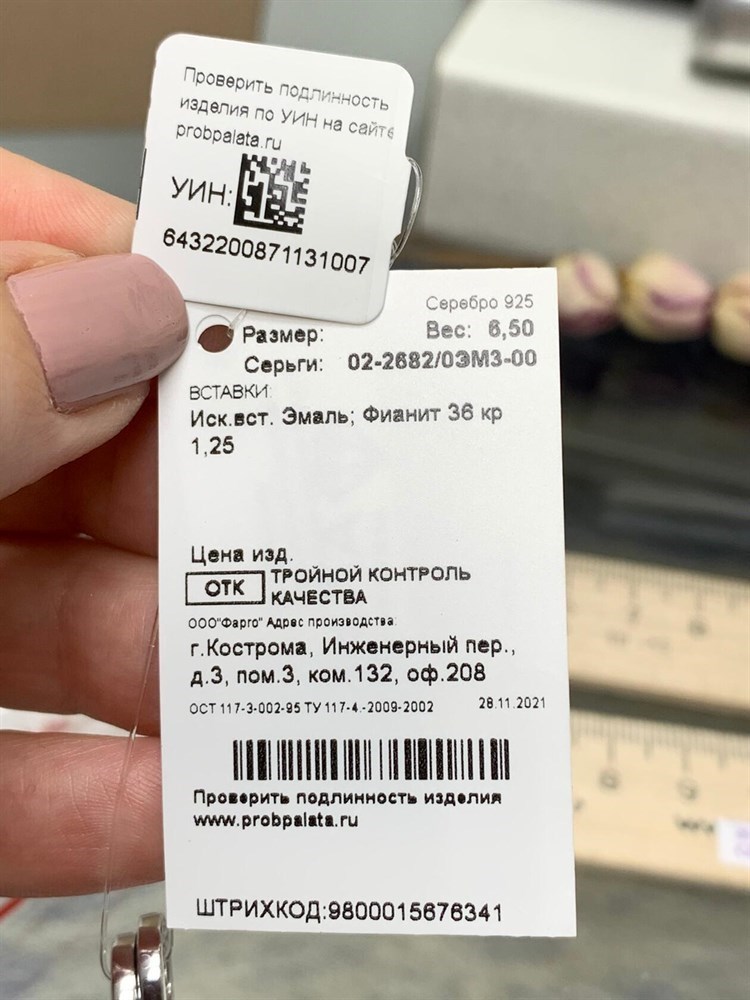 Проверить подлинность
изделия по УИН на сайте
probpalata.ru
УИН:
6432200871131007
Серебро 925
Размер: Вес: 6,50
Серьги: 02-2682/0ЭМ3-00
ВСТАВКИ:
Иск.вст. Эмаль; Фианит 36 кр
1,25
Цена изд.
ОТК ТРОЙНОЙ КОНТРОЛЬ
КАЧЕСТВА
ООО"Фарго" Адрес производства:
г.Кострома, Инженерный пер.,
д.3, пом.3, ком.132, оф.208
ОСТ 117-3-002-95 ТУ 117-4.-2009-2002 28.11.2021
Проверить подлинность изделия
www.probpalata.ru
ШТРИХКОД:9800015676341
8 9